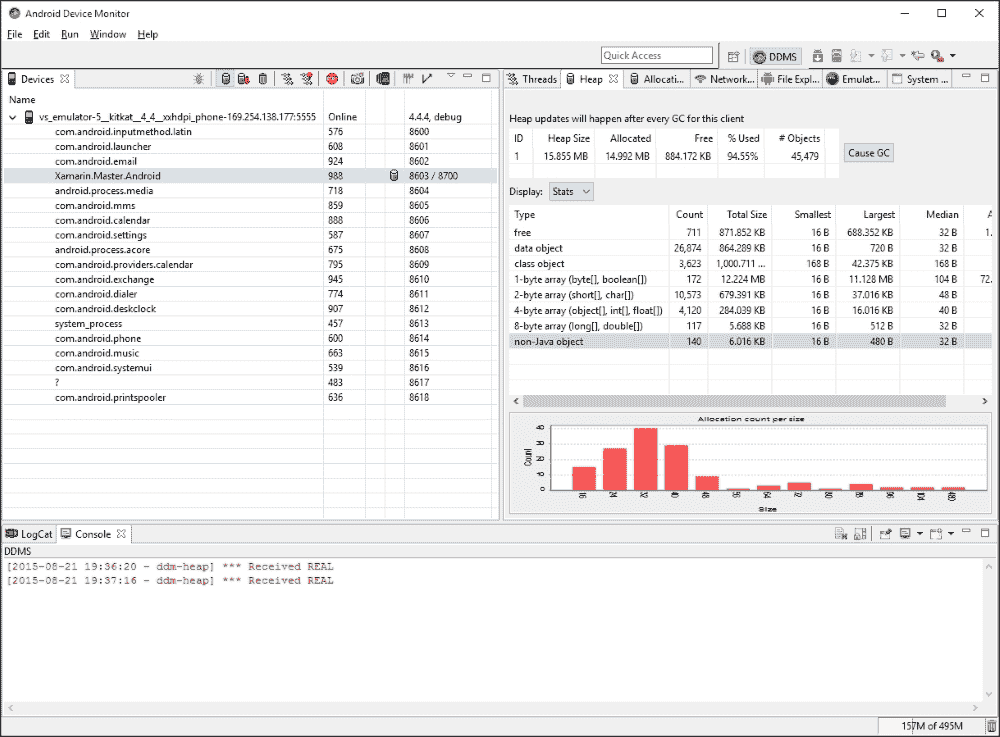 Android Device Monitor
File Edit Run Window Help
Quick Access DDMS
Devices
Name
vs_emulator-5__kitkat__4_4__xxhdpi_phone-169.254.138.177:5555 Online 4.4.4, debug
com.android.inputmethod.latin 576 8600
com.android.launcher 608 8601
com.android.email 924 8602
Xamarin.Master.Android 988 8603 / 8700
android.process.media 718 8604
com.android.mms 859 8605
com.android.calendar 888 8606
com.android.settings 587 8607
android.process.acore 675 8608
com.android.providers.calendar 795 8609
com.android.exchange 945 8610
com.android.dialer 774 8611
com.android.deskclock 907 8612
system_process 457 8613
com.android.phone 600 8614
com.android.music 663 8615
com.android.systemui 539 8616
? 483 8617
com.android.printspooler 636 8618
Threads Heap Allocati... Network... File Expl... Emulat... System ...
Heap updates will happen after every GC for this client
ID Heap Size Allocated Free % Used # Objects
1 15.855 MB 14.992 MB 884.172 KB 94.55% 45,479
Cause GC
Display: Stats
Type Count Total Size Smallest Largest Median A
free 711 871.852 KB 16 B 688.352 KB 32 B 1.
data object 26,874 864.289 KB 16 B 720 B 32 B
class object 3,623 1,000.711 ... 168 B 42.375 KB 168 B
1-byte array (byte[], boolean[]) 172 12.224 MB 16 B 11.128 MB 104 B 72.
2-byte array (short[], char[]) 10,573 679.391 KB 16 B 37.016 KB 48 B
4-byte array (object[], int[], float[]) 4,120 284.039 KB 16 B 16.016 KB 40 B
8-byte array (long[], double[]) 117 5.688 KB 16 B 512 B 32 B
non-Java object 140 6.016 KB 16 B 480 B 32 B
Allocation count per size
Count
40
30
20
10
0
16 24 32 40 48 56 64 72 80 88 96 104 480
Size
LogCat Console
DDMS
[2015-08-21 19:36:20 - ddm-heap] *** Received REAL
[2015-08-21 19:37:16 - ddm-heap] *** Received REAL
157M of 495M